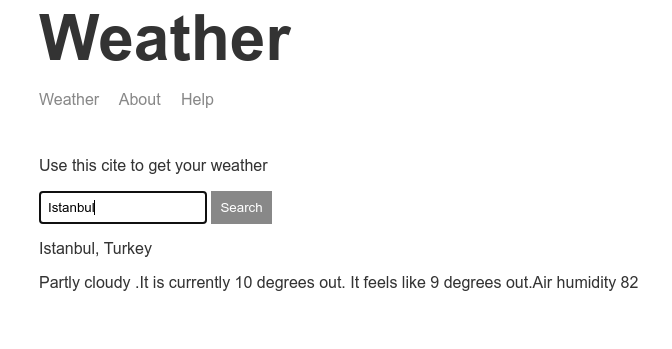 Weather
Weather About Help
Use this cite to get your weather
Istanbul Search
Istanbul, Turkey
Partly cloudy .It is currently 10 degrees out. It feels like 9 degrees out.Air humidity 82